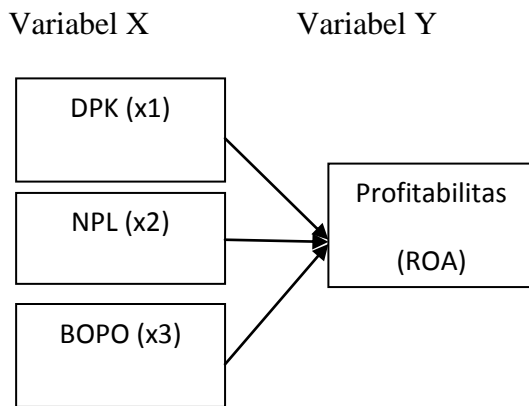 Variabel X Variabel Y
DPK (x1)
NPL (x2)
BOPO (x3)
Profitabilitas
(ROA)